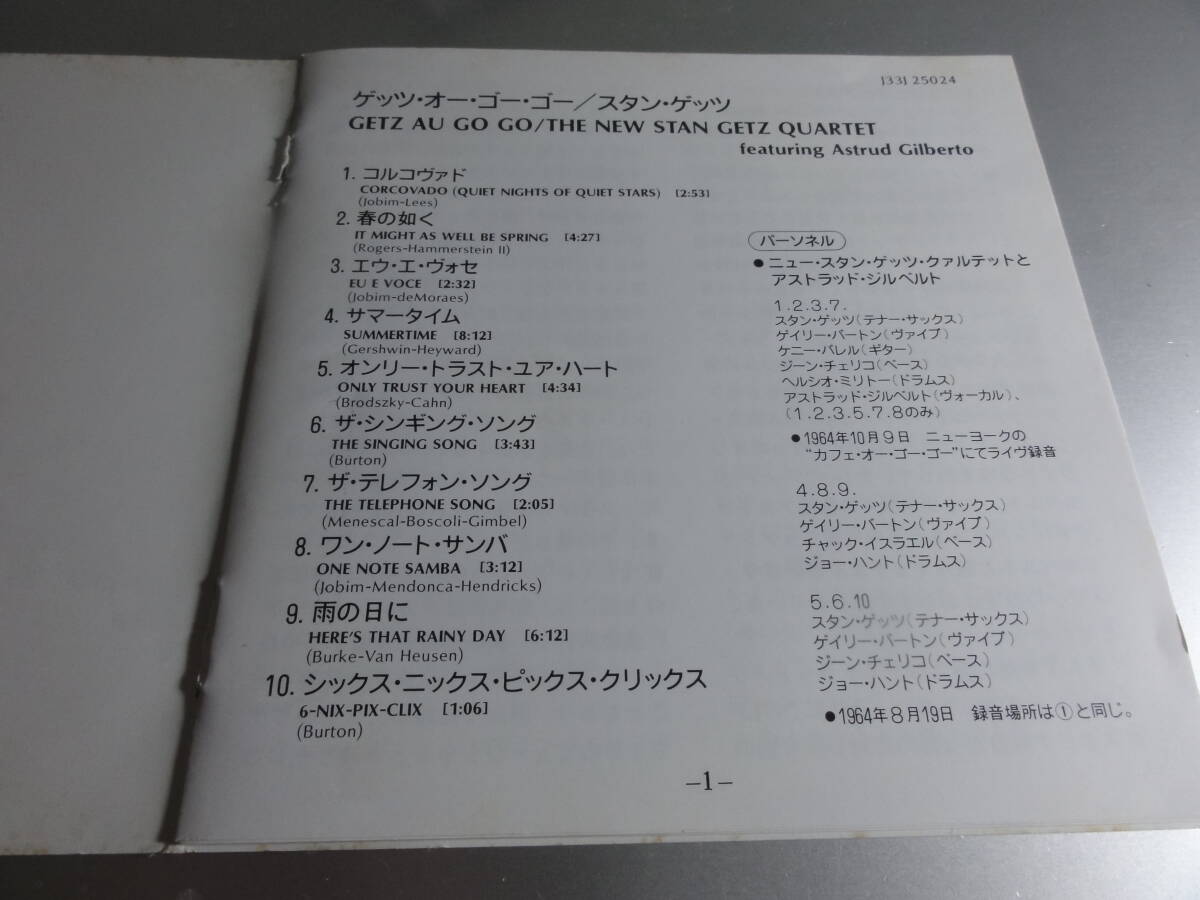 J33J 25024
ゲッツ・オー・ゴー・ゴー／スタン・ゲッツ
GETZ AU GO GO/THE NEW STAN GETZ QUARTET
featuring Astrud Gilberto
1. コルコヴァド
CORCOVADO (QUIET NIGHTS OF QUIET STARS) [2:53]
(Jobim-Lees)
2. 春の如く
IT MIGHT AS WELL BE SPRING [4:27]
(Rogers-Hammerstein II)
3. エウ・エ・ヴォセ
EU E VOCE [2:32]
(Jobim-deMoraes)
4. サマータイム
SUMMERTIME [8:12]
(Gershwin-Heyward)
5. オンリー・トラスト・ユア・ハート
ONLY TRUST YOUR HEART [4:34]
(Brodszky-Cahn)
6. ザ・シンギング・ソング
THE SINGING SONG [3:43]
(Burton)
7. ザ・テレフォン・ソング
THE TELEPHONE SONG [2:05]
(Menescal-Boscoli-Gimbel)
8. ワン・ノート・サンバ
ONE NOTE SAMBA [3:12]
(Jobim-Mendonca-Hendricks)
9. 雨の日に
HERE'S THAT RAINY DAY [6:12]
(Burke-Van Heusen)
10. シックス・ニックス・ピックス・クリックス
6-NIX-PIX-CLIX [1:06]
(Burton)
パーソネル
● ニュー・スタン・ゲッツ・クァルテットと
アストラッド・ジルベルト
1.2.3.7.
スタン・ゲッツ（テナー・サックス）
ゲイリー・バートン（ヴァイブ）
ケニー・バレル（ギター）
ジーン・チェリコ（ベース）
ヘルシオ・ミリトー（ドラムス）
アストラッド・ジルベルト（ヴォーカル）、
（1.2.3.5.7.8のみ）
● 1964年10月9日　ニューヨークの
“カフェ・オー・ゴー・ゴー”にてライヴ録音
4.8.9.
スタン・ゲッツ（テナー・サックス）
ゲイリー・バートン（ヴァイブ）
チャック・イスラエル（ベース）
ジョー・ハント（ドラムス）
5.6.10
スタン・ゲッツ（テナー・サックス）
ゲイリー・バートン（ヴァイブ）
ジーン・チェリコ（ベース）
ジョー・ハント（ドラムス）
● 1964年8月19日　録音場所は①と同じ。
–1–